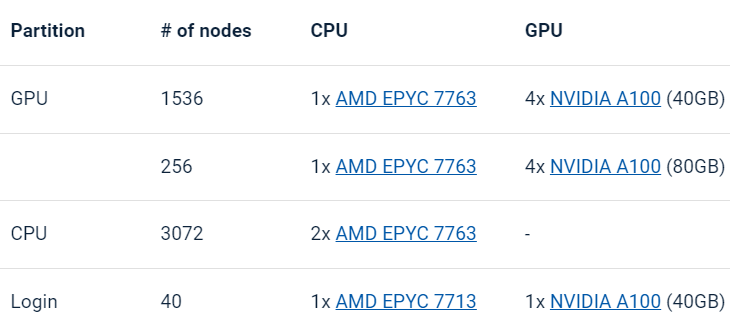 Partition # of nodes CPU GPU
GPU 1536 1x AMD EPYC 7763 4x NVIDIA A100 (40GB)
256 1x AMD EPYC 7763 4x NVIDIA A100 (80GB)
CPU 3072 2x AMD EPYC 7763 -
Login 40 1x AMD EPYC 7713 1x NVIDIA A100 (40GB)